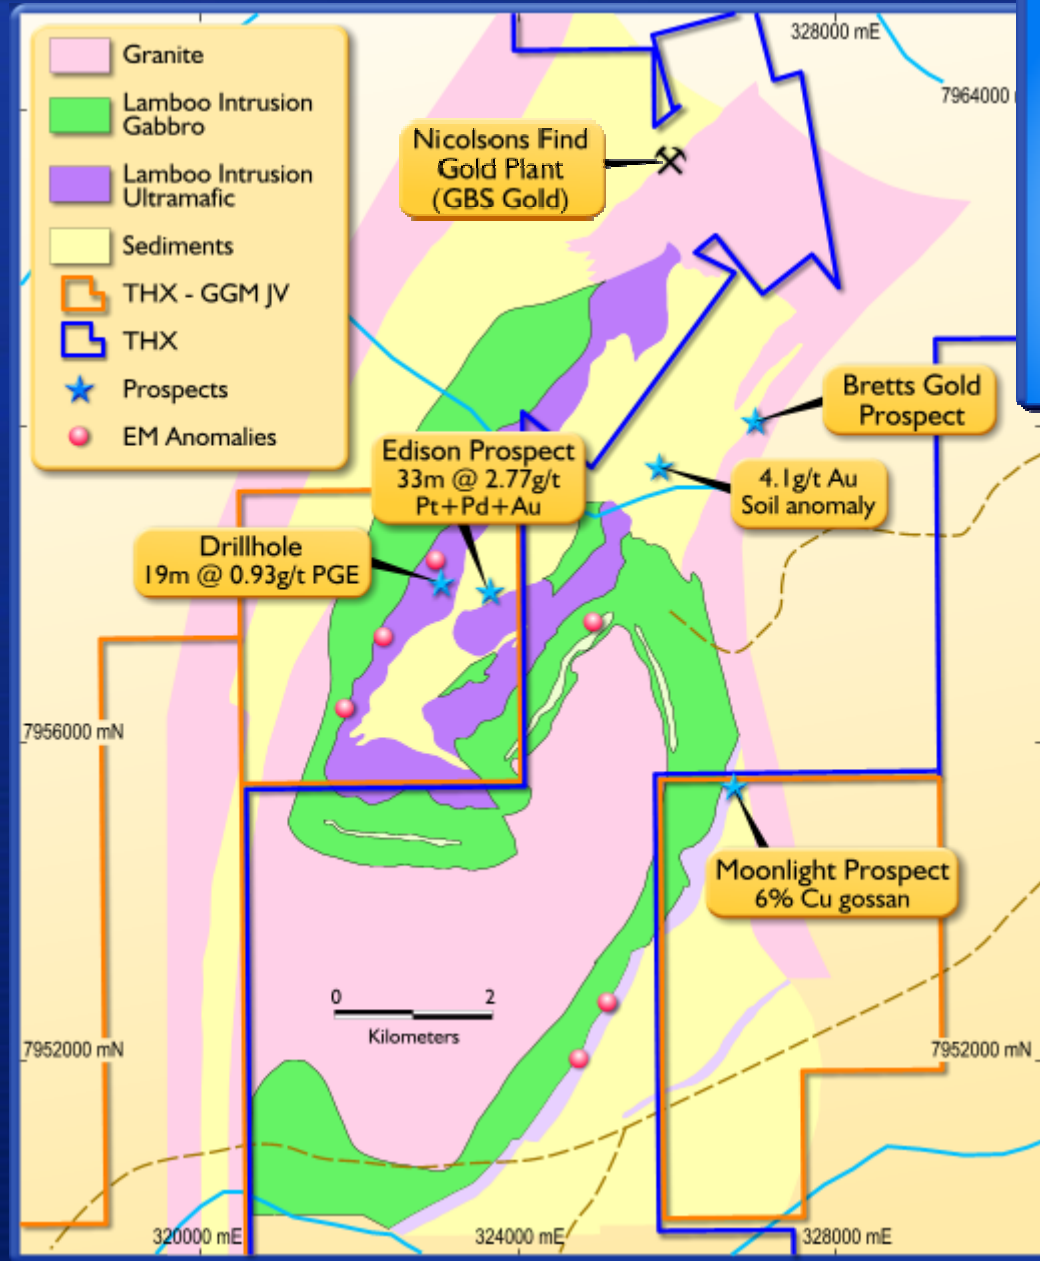 Granite
Lamboo Intrusion
Gabbro
Lamboo Intrusion
Ultramafic
Sediments
THX - GGM JV
THX
Prospects
EM Anomalies
328000 mE
7964000
Nicolsons Find
Gold Plant
(GBS Gold)
Bretts Gold
Prospect
Edison Prospect
33m @ 2.77g/t
Pt+Pd+Au
4.1g/t Au
Soil anomaly
Drillhole
19m @ 0.93g/t PGE
7956000 mN
Moonlight Prospect
6% Cu gossan
0 2
Kilometers
7952000 mN
7952000 mN
320000 mE
324000 mE
328000 mE